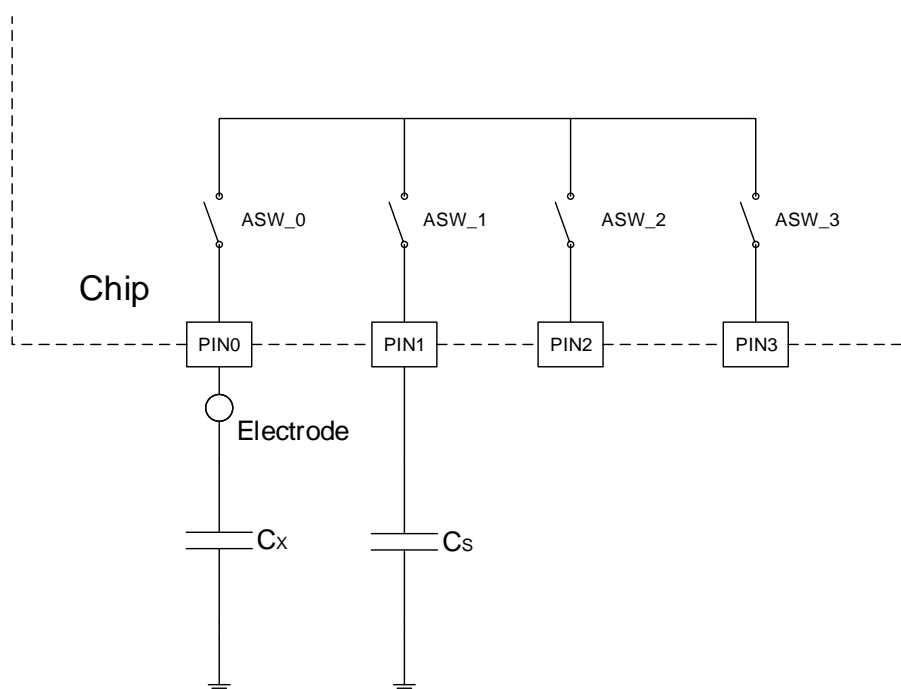 ASW_0
ASW_1
ASW_2
ASW_3
Chip
PIN0
PIN1
PIN2
PIN3
Electrode
Cx
Cs